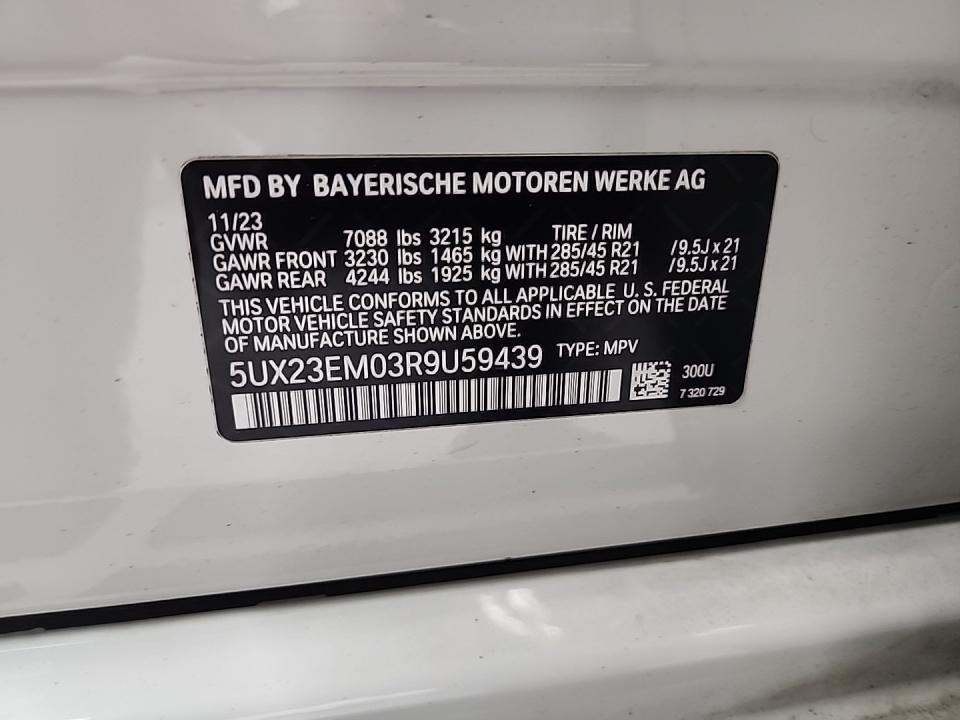 MFD BY BAYERISCHE MOTOREN WERKE AG
11/23 TIRE / RIM
GVWR 7088 lbs 3215 kg
GAWR FRONT 3230 lbs 1465 kg WITH 285/45 R21 /9.5J x 21
GAWR REAR 4244 lbs 1925 kg WITH 285/45 R21 /9.5J x 21
THIS VEHICLE CONFORMS TO ALL APPLICABLE U. S. FEDERAL
MOTOR VEHICLE SAFETY STANDARDS IN EFFECT ON THE DATE
OF MANUFACTURE SHOWN ABOVE.
5UX23EM03R9U59439 TYPE: MPV
300U
7 320 729